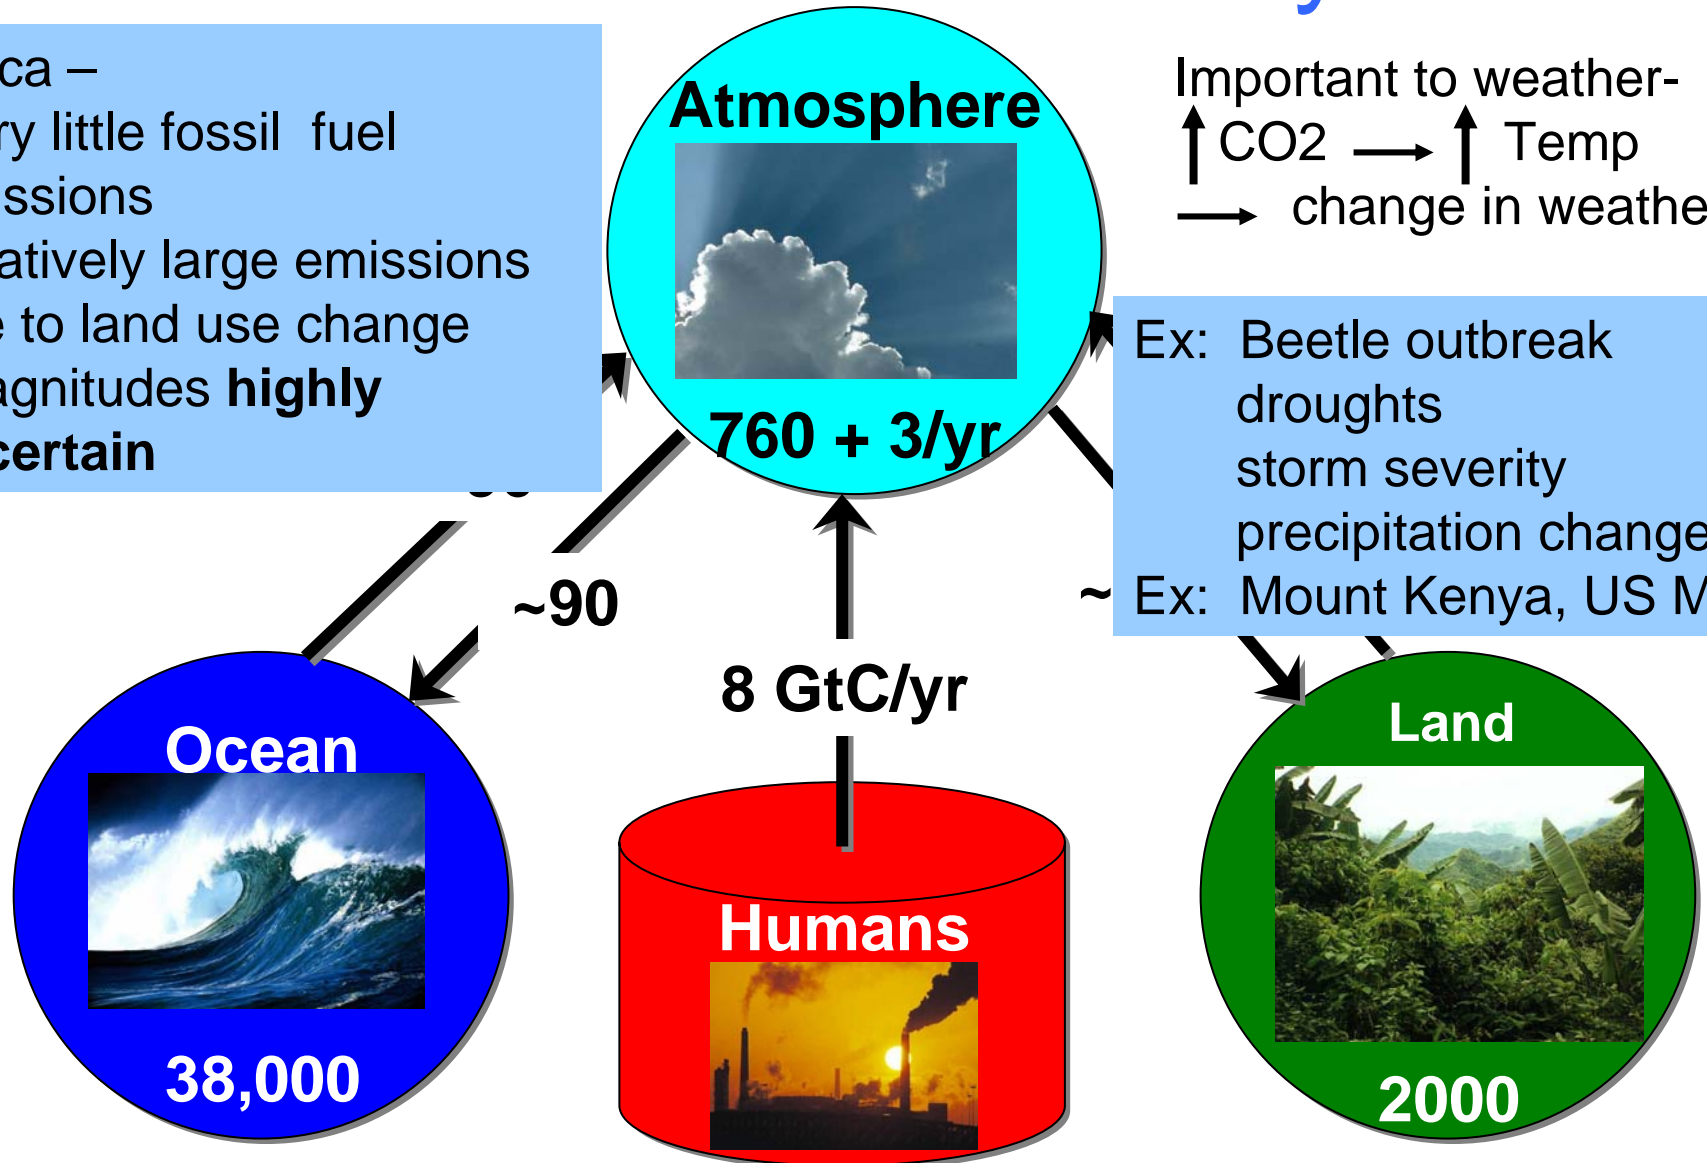 ca –
ry little fossil fuel
ssions
atively large emissions
e to land use change
agnitudes highly
certain
Atmosphere
760 + 3/yr
Important to weather-
CO2 Temp
change in weathe
Ex: Beetle outbreak
droughts
storm severity
precipitation change
Ex: Mount Kenya, US M
~90
~
8 GtC/yr
Ocean
38,000
Humans
Land
2000